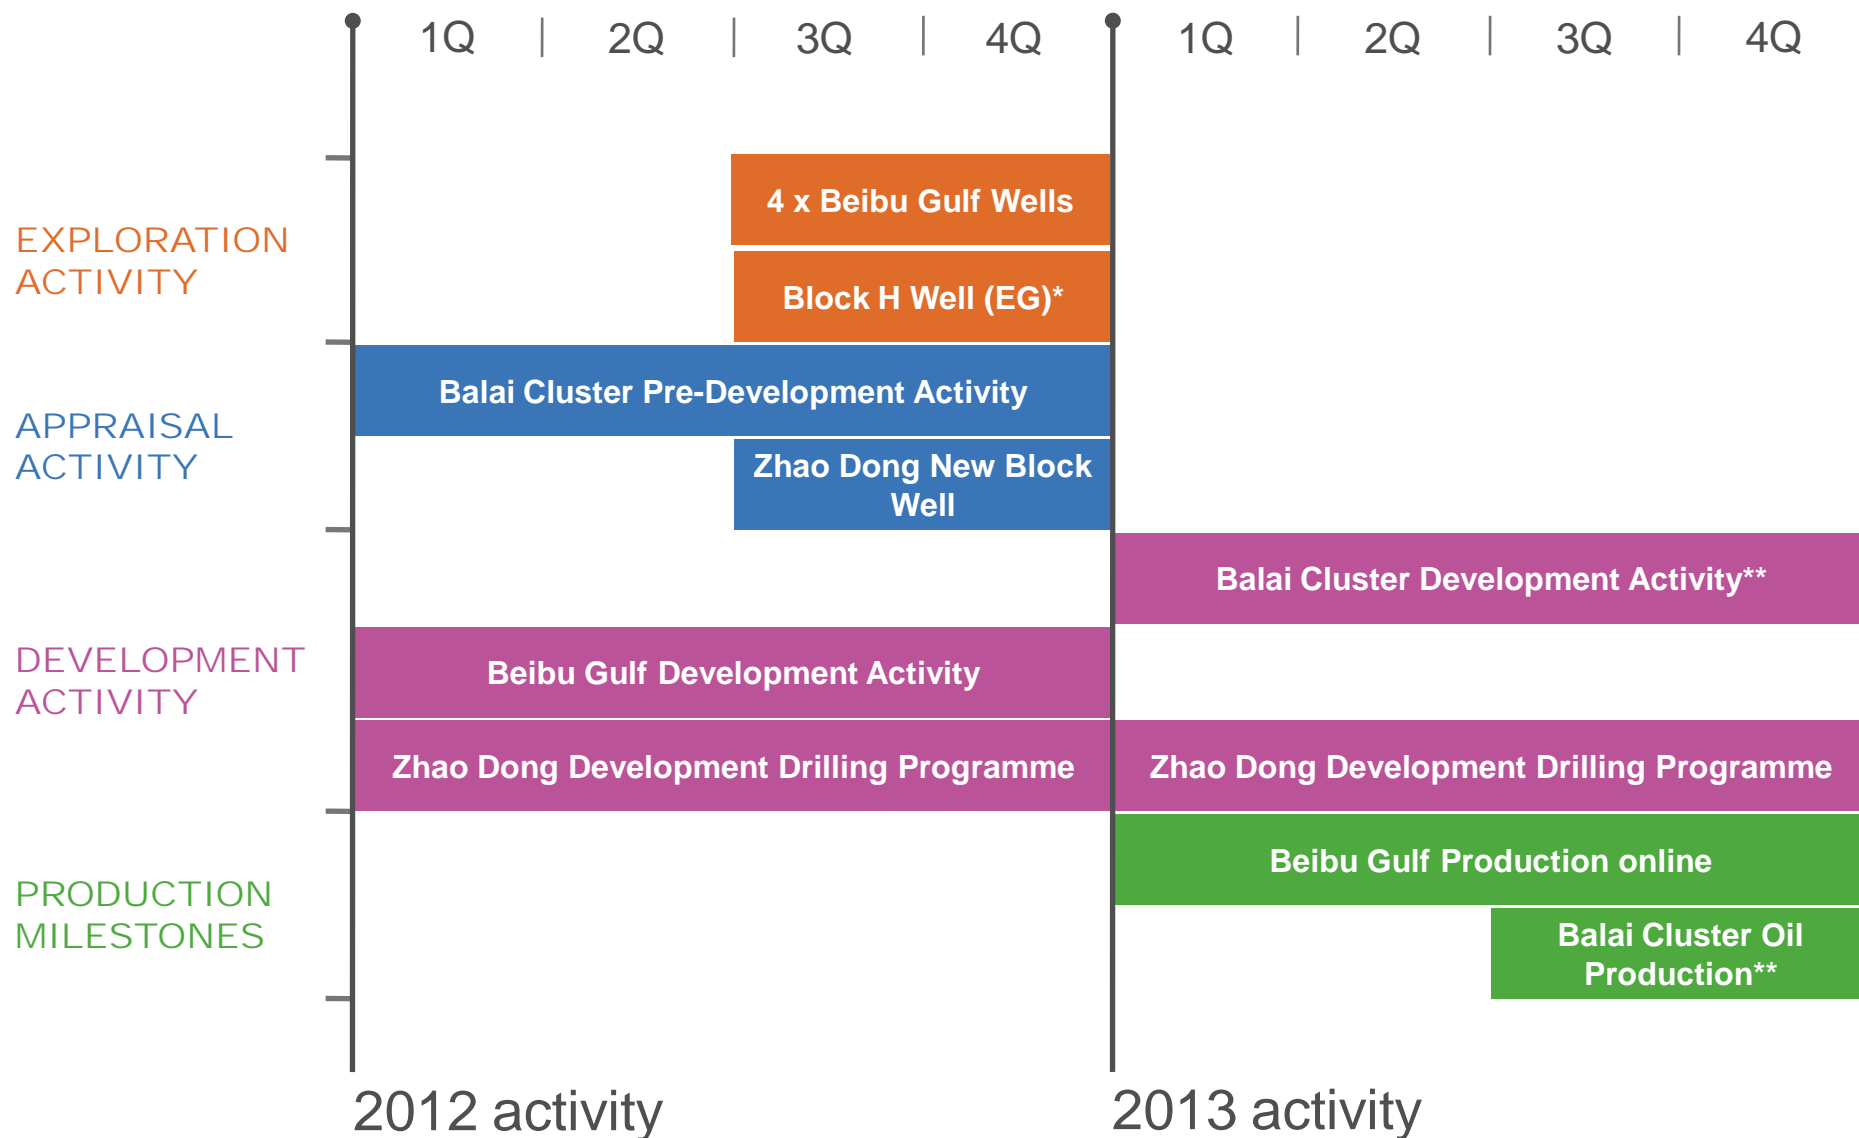 1Q | 2Q | 3Q | 4Q 1Q | 2Q | 3Q | 4Q
EXPLORATION
ACTIVITY
4 x Beibu Gulf Wells
Block H Well (EG)*
APPRAISAL
ACTIVITY
Balai Cluster Pre-Development Activity
Zhao Dong New Block
Well
DEVELOPMENT
ACTIVITY
Balai Cluster Development Activity**
Beibu Gulf Development Activity
Zhao Dong Development Drilling Programme
Zhao Dong Development Drilling Programme
PRODUCTION
MILESTONES
Beibu Gulf Production online
Balai Cluster Oil
Production**
2012 activity
2013 activity